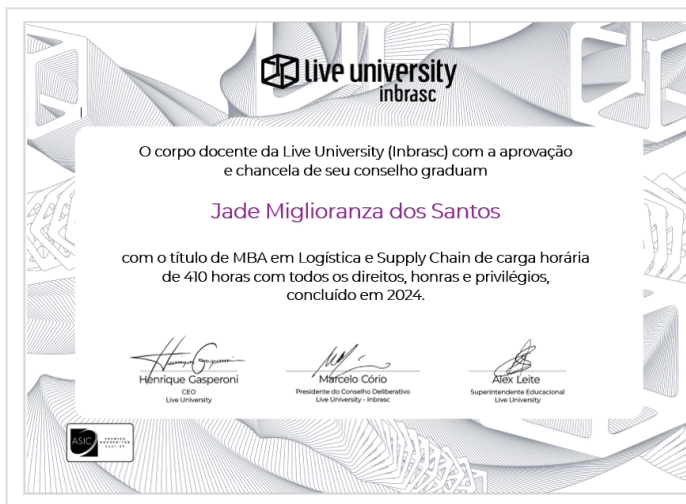 live university
inbrasc
O corpo docente da Live University (Inbrasc) com a aprovação
e chancela de seu conselho graduam
Jade Miglioranza dos Santos
com o título de MBA em Logística e Supply Chain de carga horária
de 410 horas com todos os direitos, honras e privilégios,
concluído em 2024.
Henrique Gasperoni
CEO
Live University
Marcelo Cório
Presidente do Conselho Deliberativo
Live University - Inbrasc
Alex Leite
Superintendente Educacional
Live University
ASIC
PREMIER